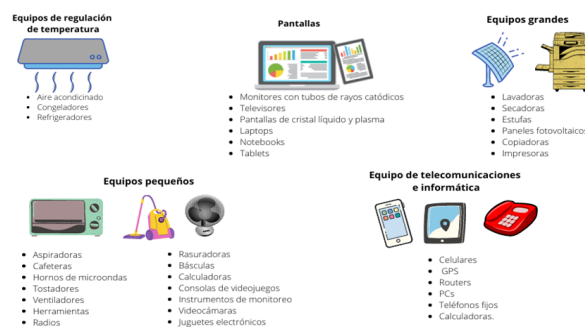 Equipos de regulación
de temperatura
Aire acondicinado
Congeladores
Refrigeradores
Pantallas
Monitores con tubos de rayos catódicos
Televisores
Pantallas de cristal líquido y plasma
Laptops
Notebooks
Tablets
Equipos grandes
Lavadoras
Secadoras
Estufas
Paneles fotovoltaicos
Copiadoras
Impresoras
Equipos pequeños
Aspiradoras
Cafeteras
Hornos de microondas
Tostadores
Ventiladores
Herramientas
Radios
Rasuradoras
Básculas
Calculadoras
Consolas de videojuegos
Instrumentos de monitoreo
Videocámaras
Juguetes electrónicos
Equipo de telecomunicaciones
e informática
Celulares
GPS
Routers
PCs
Teléfonos fijos
Calculadoras.